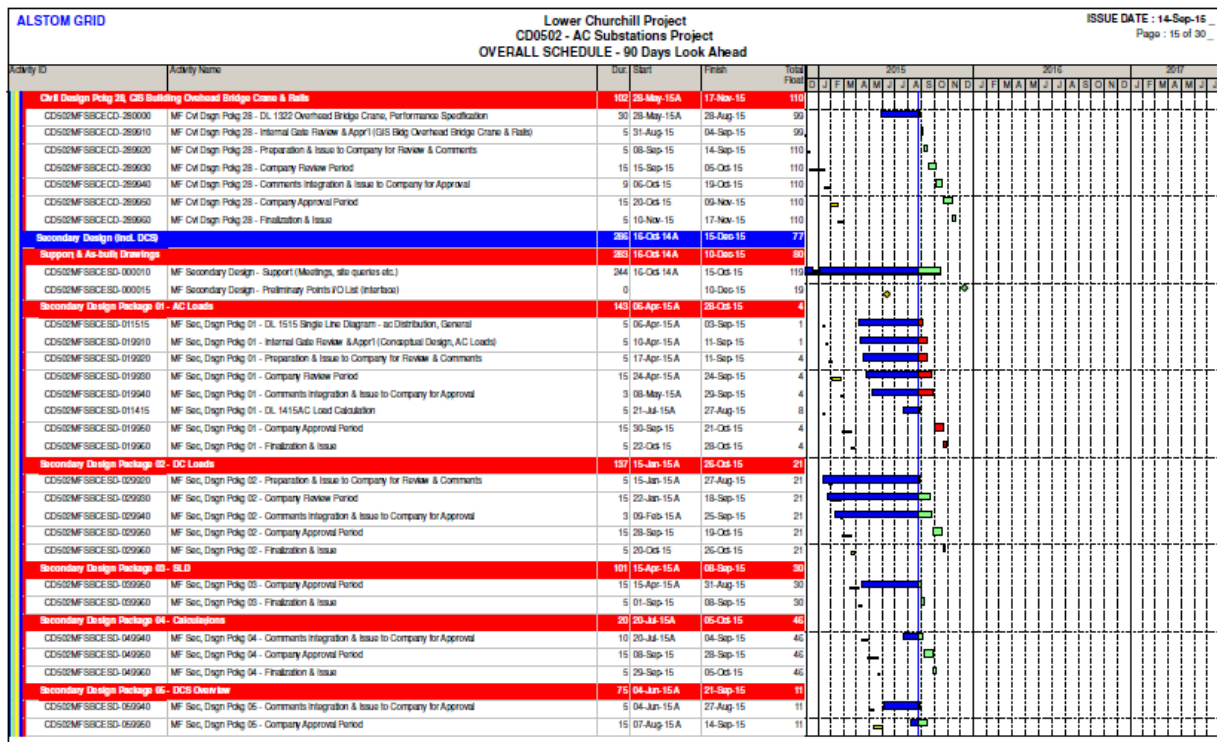 ALSTOM GRID
Lower Churchill Project
CD0502 - AC Substations Project
OVERALL SCHEDULE - 90 Days Look Ahead
ISSUE DATE : 14-Sep-15 _
Page : 15 of 30 _
Activity ID Activity Name Dur. Start Finish Total Float 2015 2016 2017
D J F M A M J J A S O N D J F M A M J J A S O N D J F M A M J J
Civil Design Pckg 28, GIS Building Ovehead Bridge Crane & Rails 102 28-May-15A 17-Nov-15 110
CD502MFSBCECD-280000 MF Cvl Dsgn Pckg 28 - DL 1322 Overhead Bridge Crane, Performance Specification 30 28-May-15A 28-Aug-15 99
CD502MFSBCECD-289910 MF Cvl Dsgn Pckg 28 - Internal Gate Review & Appr'l (GIS Bldg Overhead Bridge Crane & Rails) 5 31-Aug-15 04-Sep-15 99
CD502MFSBCECD-289920 MF Cvl Dsgn Pckg 28 - Preparation & Issue to Company for Review & Comments 5 08-Sep-15 14-Sep-15 110
CD502MFSBCECD-289930 MF Cvl Dsgn Pckg 28 - Company Review Period 15 15-Sep-15 05-Oct-15 110
CD502MFSBCECD-289940 MF Cvl Dsgn Pckg 28 - Comments Integration & Issue to Company for Approval 9 06-Oct-15 19-Oct-15 110
CD502MFSBCECD-289950 MF Cvl Dsgn Pckg 28 - Company Approval Period 15 20-Oct-15 09-Nov-15 110
CD502MFSBCECD-289960 MF Cvl Dsgn Pckg 28 - Finalization & Issue 5 10-Nov-15 17-Nov-15 110
Secondary Design (Incl. DCS) 286 16-Oct-14 A 15-Dec-15 77
Support & As-built Drawings 283 16-Oct-14 A 10-Dec-15 80
CD502MFSBCESD-000010 MF Secondary Design - Support (Meetings, site queries etc.) 244 16-Oct-14 A 15-Oct-15 119
CD502MFSBCESD-000015 MF Secondary Design - Preliminary Points I/O List (Interface) 0 10-Dec-15 19
Secondary Design Package 01 - AC Loads 143 06-Apr-15 A 28-Oct-15 4
CD502MFSBCESD-011515 MF Sec, Dsgn Pckg 01 - DL 1515 Single Line Diagram - ac Distribution, General 5 06-Apr-15 A 03-Sep-15 1
CD502MFSBCESD-019910 MF Sec, Dsgn Pckg 01 - Internal Gate Review & Appr'l (Conceptual Design, AC Loads) 5 10-Apr-15 A 11-Sep-15 1
CD502MFSBCESD-019920 MF Sec, Dsgn Pckg 01 - Preparation & Issue to Company for Review & Comments 5 17-Apr-15 A 11-Sep-15 4
CD502MFSBCESD-019930 MF Sec, Dsgn Pckg 01 - Company Review Period 15 24-Apr-15 A 24-Sep-15 4
CD502MFSBCESD-019940 MF Sec, Dsgn Pckg 01 - Comments Integration & Issue to Company for Approval 3 08-May-15A 29-Sep-15 4
CD502MFSBCESD-011415 MF Sec, Dsgn Pckg 01 - DL 1415AC Load Calculation 5 21-Jul-15A 27-Aug-15 8
CD502MFSBCESD-019950 MF Sec, Dsgn Pckg 01 - Company Approval Period 15 30-Sep-15 21-Oct-15 4
CD502MFSBCESD-019960 MF Sec, Dsgn Pckg 01 - Finalization & Issue 5 22-Oct-15 28-Oct-15 4
Secondary Design Package 02 - DC Loads 137 15-Jan-15 A 26-Oct-15 21
CD502MFSBCESD-029920 MF Sec, Dsgn Pckg 02 - Preparation & Issue to Company for Review & Comments 5 15-Jan-15 A 27-Aug-15 21
CD502MFSBCESD-029930 MF Sec, Dsgn Pckg 02 - Company Review Period 15 22-Jan-15 A 18-Sep-15 21
CD502MFSBCESD-029940 MF Sec, Dsgn Pckg 02 - Comments Integration & Issue to Company for Approval 3 09-Feb-15 A 25-Sep-15 21
CD502MFSBCESD-029950 MF Sec, Dsgn Pckg 02 - Company Approval Period 15 28-Sep-15 19-Oct-15 21
CD502MFSBCESD-029960 MF Sec, Dsgn Pckg 02 - Finalization & Issue 5 20-Oct-15 26-Oct-15 21
Secondary Design Package 03 - SLD 101 15-Apr-15 A 08-Sep-15 30
CD502MFSBCESD-039950 MF Sec, Dsgn Pckg 03 - Company Approval Period 15 15-Apr-15 A 31-Aug-15 30
CD502MFSBCESD-039960 MF Sec, Dsgn Pckg 03 - Finalization & Issue 5 01-Sep-15 08-Sep-15 30
Secondary Design Package 04 - Calculations 20 20-Jul-15A 05-Oct-15 46
CD502MFSBCESD-049940 MF Sec, Dsgn Pckg 04 - Comments Integration & Issue to Company for Approval 10 20-Jul-15A 04-Sep-15 46
CD502MFSBCESD-049950 MF Sec, Dsgn Pckg 04 - Company Approval Period 15 08-Sep-15 28-Sep-15 46
CD502MFSBCESD-049960 MF Sec, Dsgn Pckg 04 - Finalization & Issue 5 29-Sep-15 05-Oct-15 46
Secondary Design Package 05 - DCS Overview 75 04-Jun-15 A 21-Sep-15 11
CD502MFSBCESD-059940 MF Sec, Dsgn Pckg 05 - Comments Integration & Issue to Company for Approval 5 04-Jun-15 A 27-Aug-15 11
CD502MFSBCESD-059950 MF Sec, Dsgn Pckg 05 - Company Approval Period 15 07-Aug-15 A 14-Sep-15 11